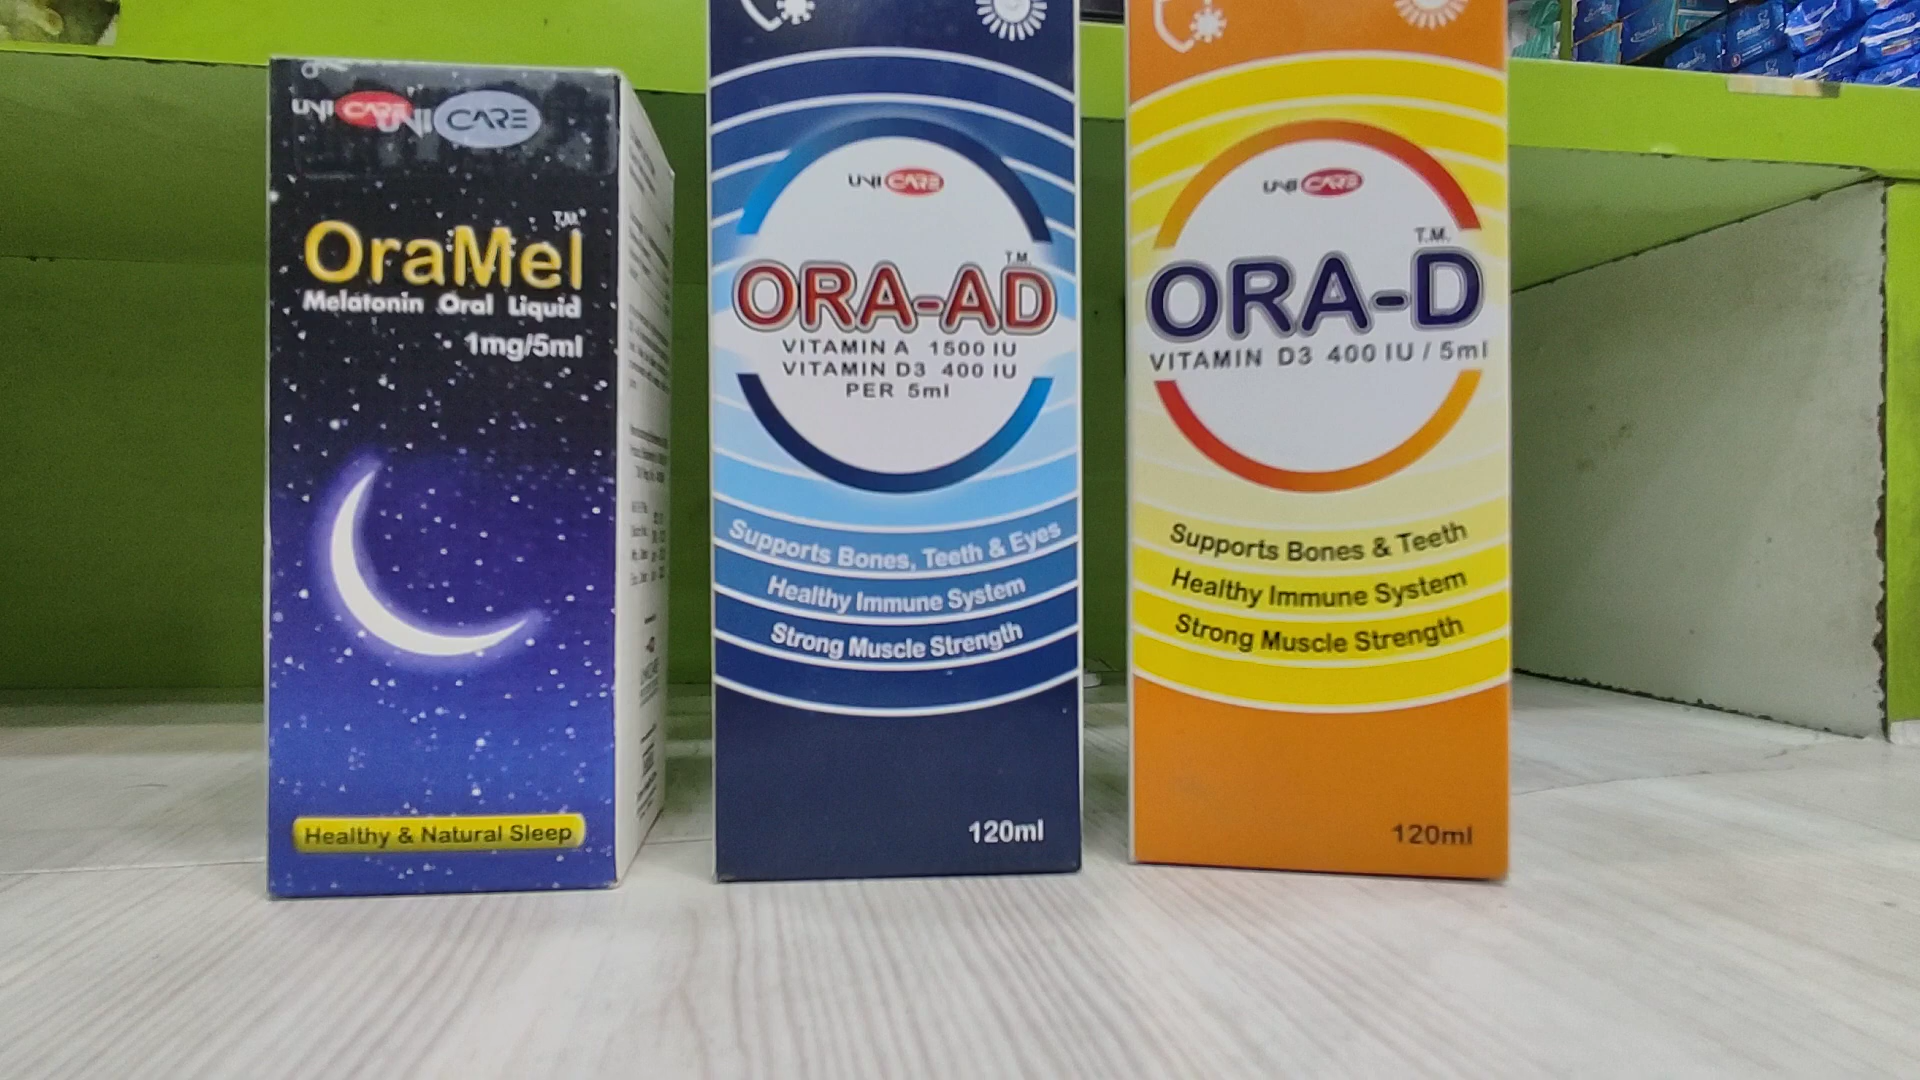 UNI CARE
UNI CARE
OraMel T.M.
Melatonin Oral Liquid
1mg/5ml
Healthy & Natural Sleep
UNI CARE
ORA-AD T.M.
VITAMIN A 1500 IU
VITAMIN D3 400 IU
PER 5ml
Supports Bones, Teeth & Eyes
Healthy Immune System
Strong Muscle Strength
120ml
UNI CARE
ORA-D T.M.
VITAMIN D3 400 IU / 5ml
Supports Bones & Teeth
Healthy Immune System
Strong Muscle Strength
120ml